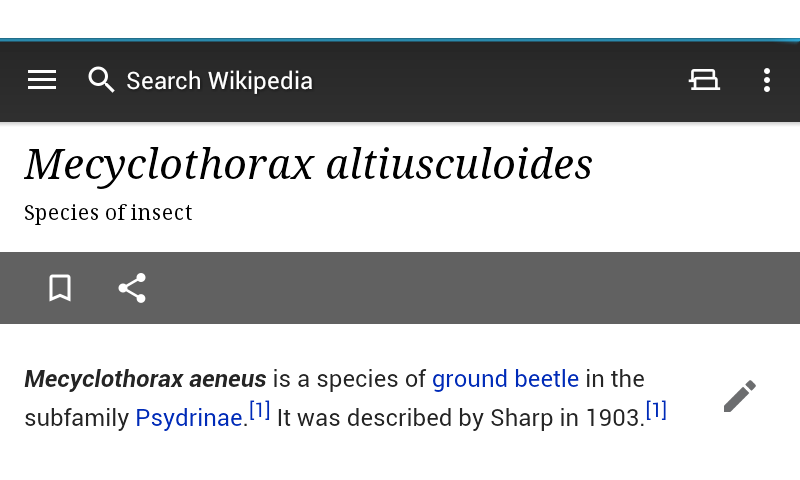 Search Wikipedia
Mecyclothorax altiusculoides
Species of insect
Mecyclothorax aeneus is a species of ground beetle in the
subfamily Psydrinae.[1] It was described by Sharp in 1903.[1]